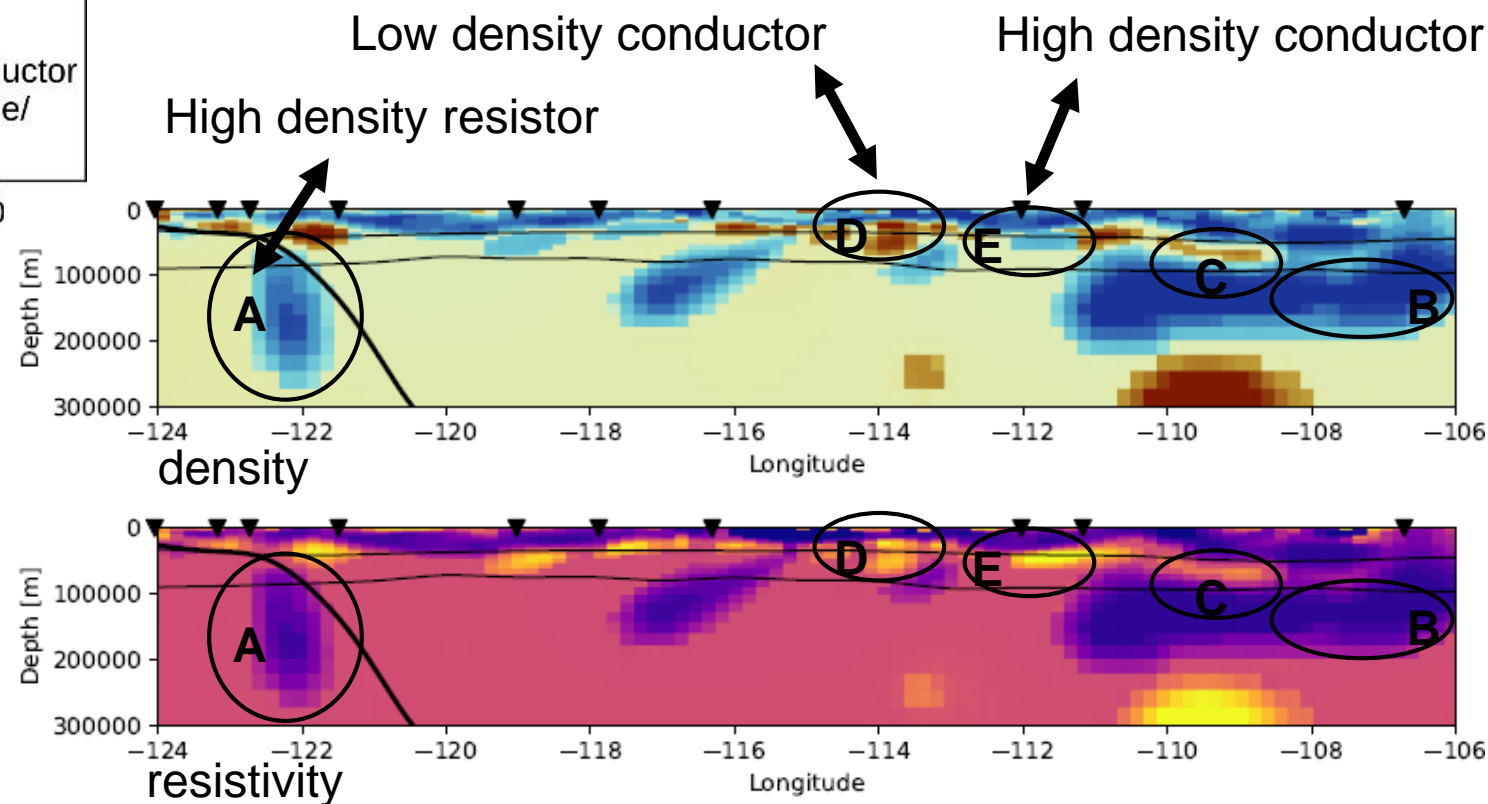 uctor
e/
Low density conductor
High density conductor
High density resistor
D
E
C
A
B
0
100000
200000
300000
Depth [m]
−124
−122
−120
−118
−116
−114
−112
−110
−108
−106
Longitude
density
D
E
C
A
B
0
100000
200000
300000
Depth [m]
−124
−122
−120
−118
−116
−114
−112
−110
−108
−106
Longitude
resistivity